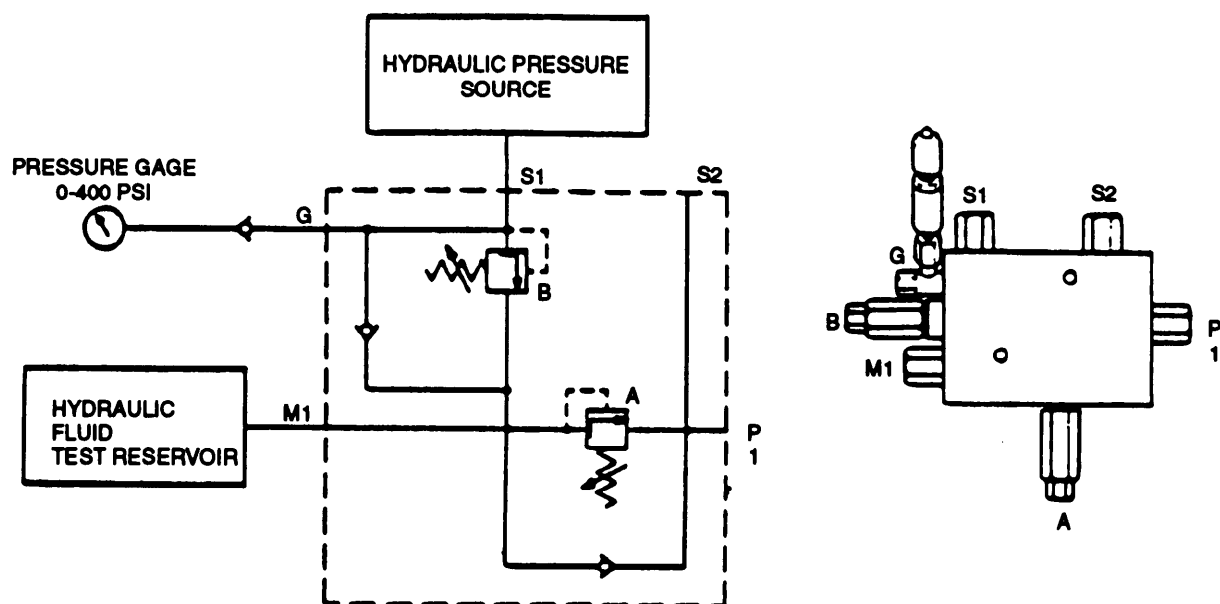 HYDRAULIC PRESSURE
SOURCE
PRESSURE GAGE
0-400 PSI
S1
S2
G
B
HYDRAULIC
FLUID
TEST RESERVOIR
M1
A
P
1
S1
S2
G
B
M1
P
1
A